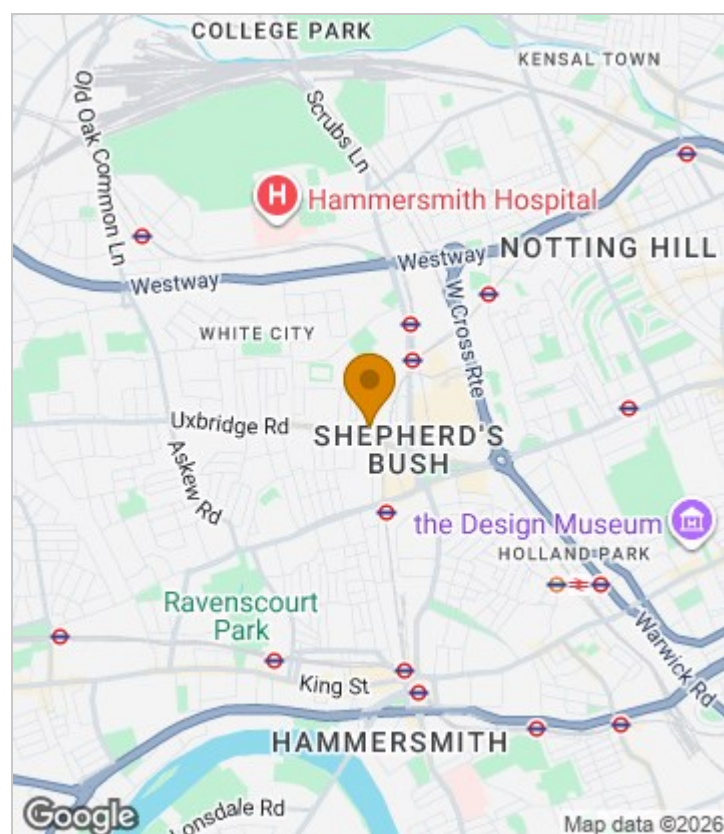 COLLEGE PARK
KENSAL TOWN
Old Oak Common Ln
Scrubs Ln
H
Hammersmith Hospital
NOTTING HILL
Westway
Westway
W Cross Rte
WHITE CITY
Uxbridge Rd
SHEPHERD'S
BUSH
Askew Rd
the Design Museum
HOLLAND PARK
Ravenscourt
Park
Warwick Rd
King St
HAMMERSMITH
Lonsdale Rd
Google
Map data ©2026